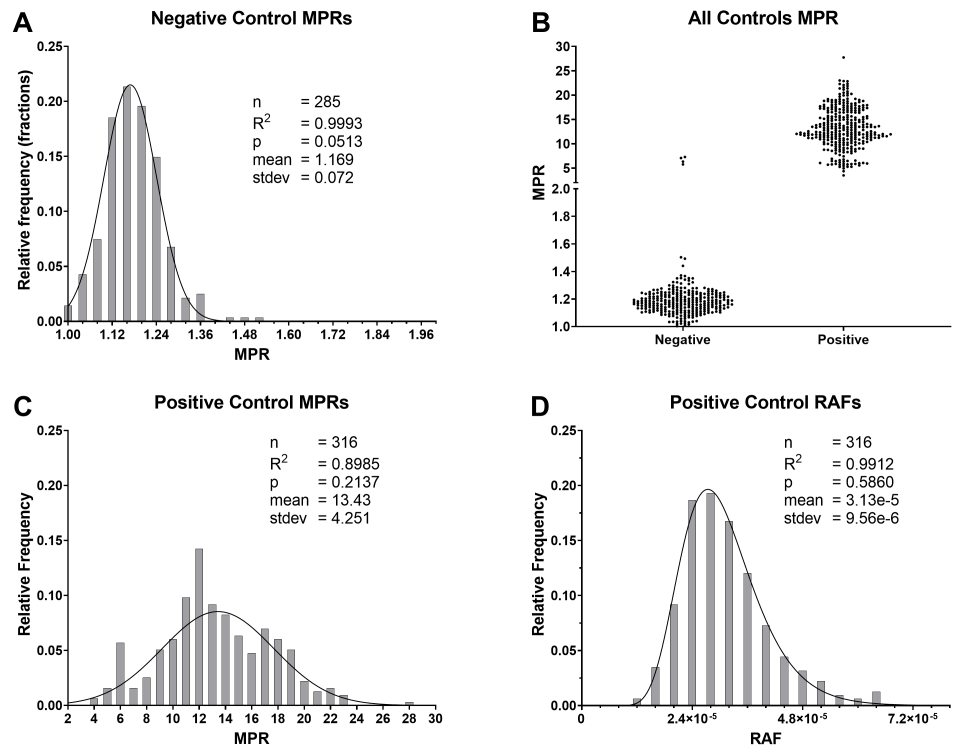 A
Negative Control MPRs
Relative frequency (fractions)
0.25
0.20
0.15
0.10
0.05
0.00
n = 285
R² = 0.9993
p = 0.0513
mean = 1.169
stdev = 0.072
1.00 1.12 1.24 1.36 1.48 1.60 1.72 1.84 1.96
MPR
B
All Controls MPR
MPR
30
25
20
15
10
5
2.0
1.8
1.6
1.4
1.2
1.0
Negative Positive
C
Positive Control MPRs
Relative Frequency
0.25
0.20
0.15
0.10
0.05
0.00
n = 316
R² = 0.8985
p = 0.2137
mean = 13.43
stdev = 4.251
2 4 6 8 10 12 14 16 18 20 22 24 26 28 30
MPR
D
Positive Control RAFs
Relative Frequency
0.25
0.20
0.15
0.10
0.05
0.00
n = 316
R² = 0.9912
p = 0.5860
mean = 3.13e-5
stdev = 9.56e-6
0 2.4×10⁻⁵ 4.8×10⁻⁵ 7.2×10⁻⁵
RAF